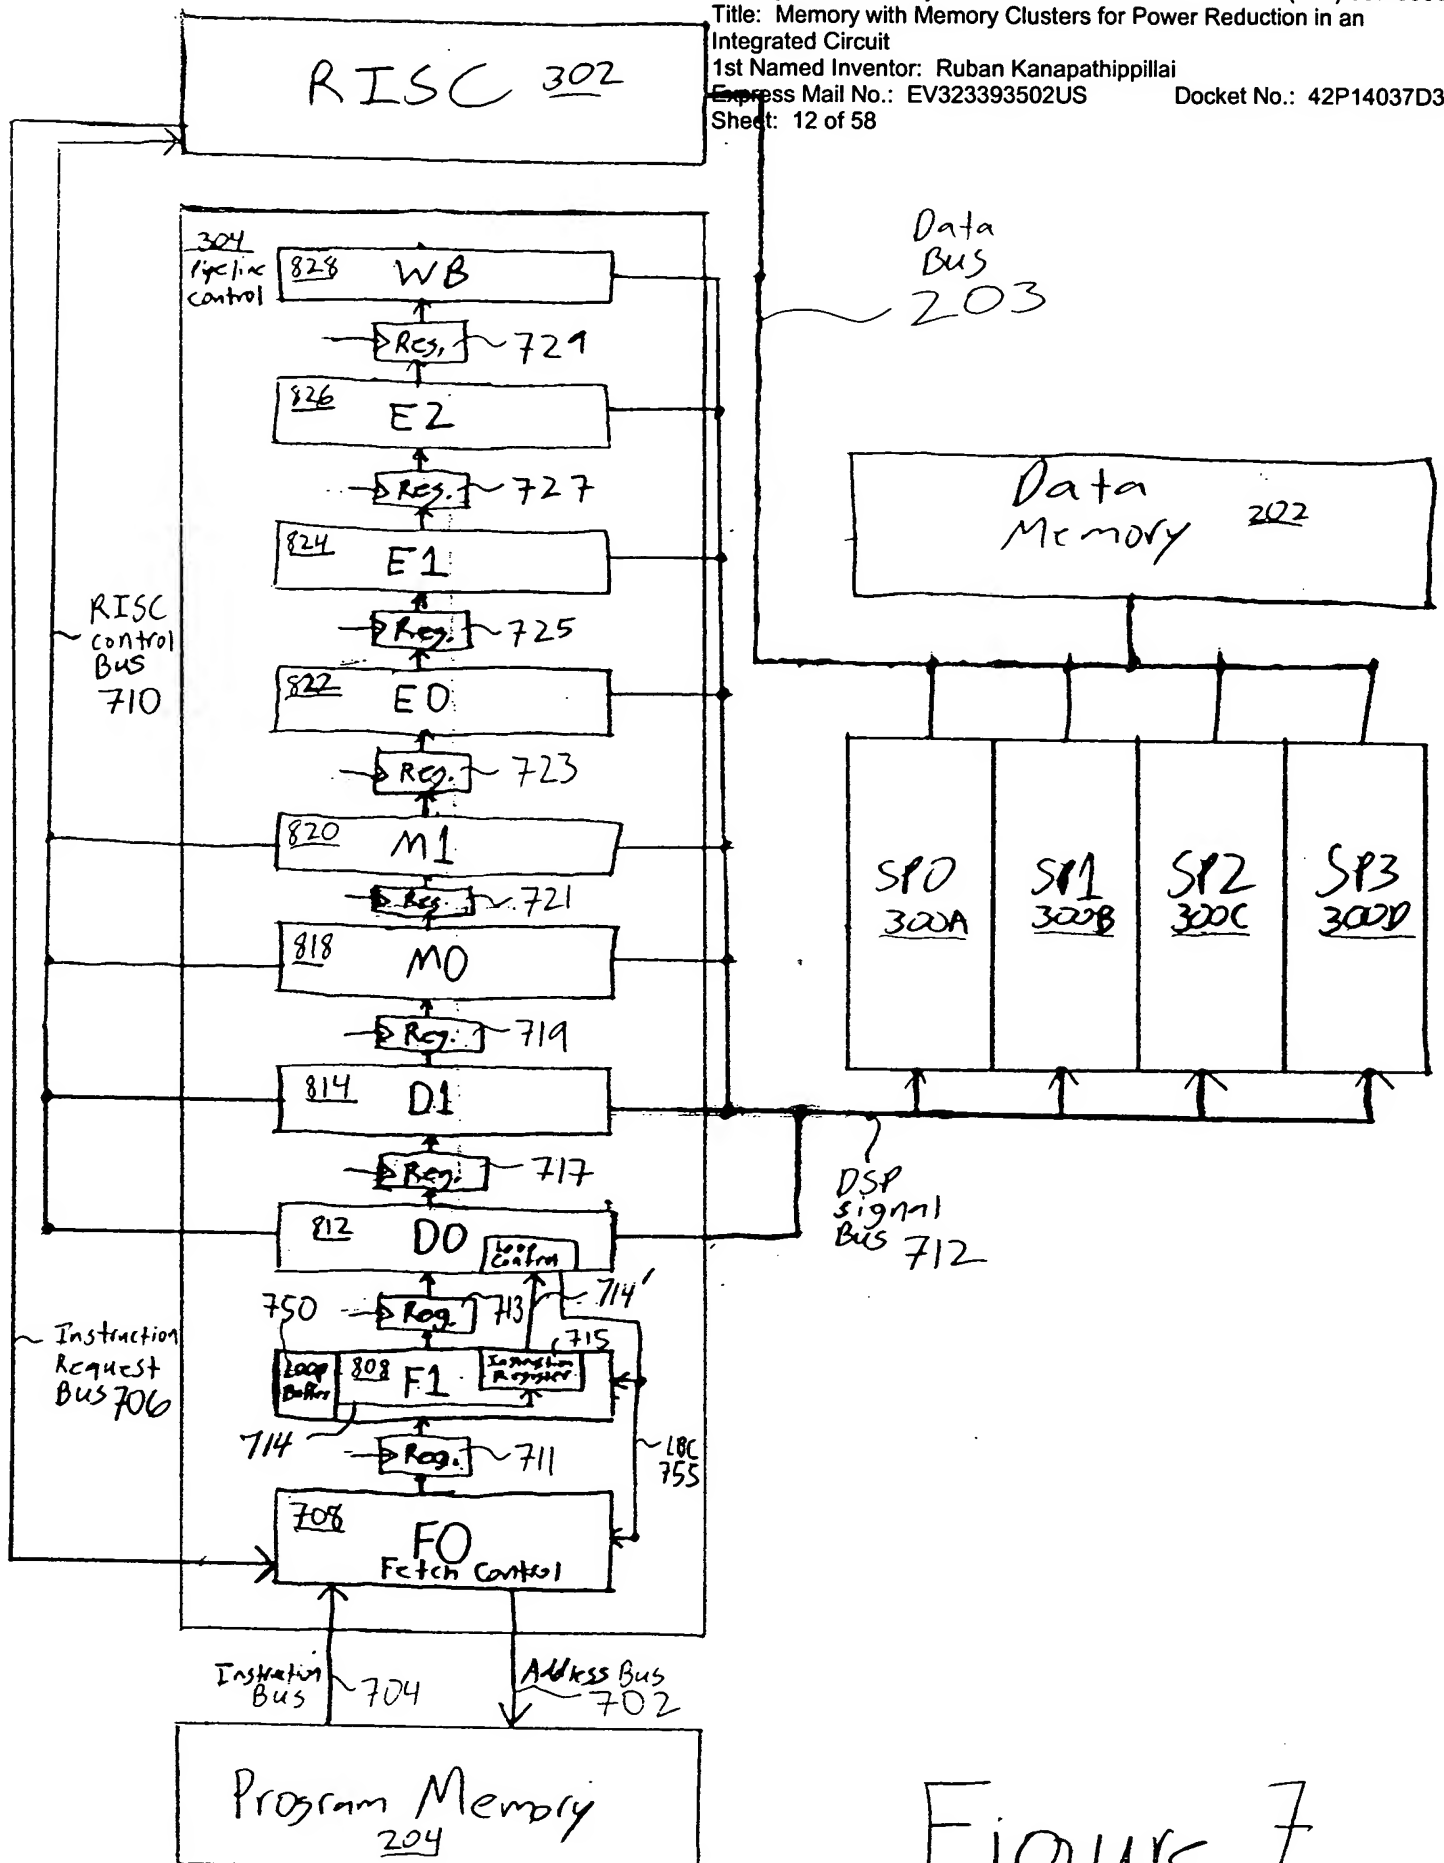 Title: Memory with Memory Clusters for Power Reduction in an
Integrated Circuit
1st Named Inventor: Ruban Kanapathippillai
Express Mail No.: EV323393502US Docket No.: 42P14037D3
Sheet: 12 of 58
RISC 302
304
Pipeline
control
828 WB
Reg. 729
826 E2
Reg. 727
824 E1
Reg. 725
822 E0
Reg. 723
820 M1
Reg. 721
818 M0
Reg. 719
814 D1
Reg. 717
812 D0
Loop
Control
750
Reg. 713
714'
715
Loop
Buffer
808 F1
Instruction
Register
714
Reg. 711
LBC
755
708
F0
Fetch Control
RISC
control
Bus
710
Instruction
Request
Bus 706
Instruction
Bus 704
Address Bus
702
Program Memory
204
Data
Bus
203
Data
Memory 202
SP0
300A
SP1
300B
SP2
300C
SP3
300D
DSP
signal
Bus 712
Figure 7